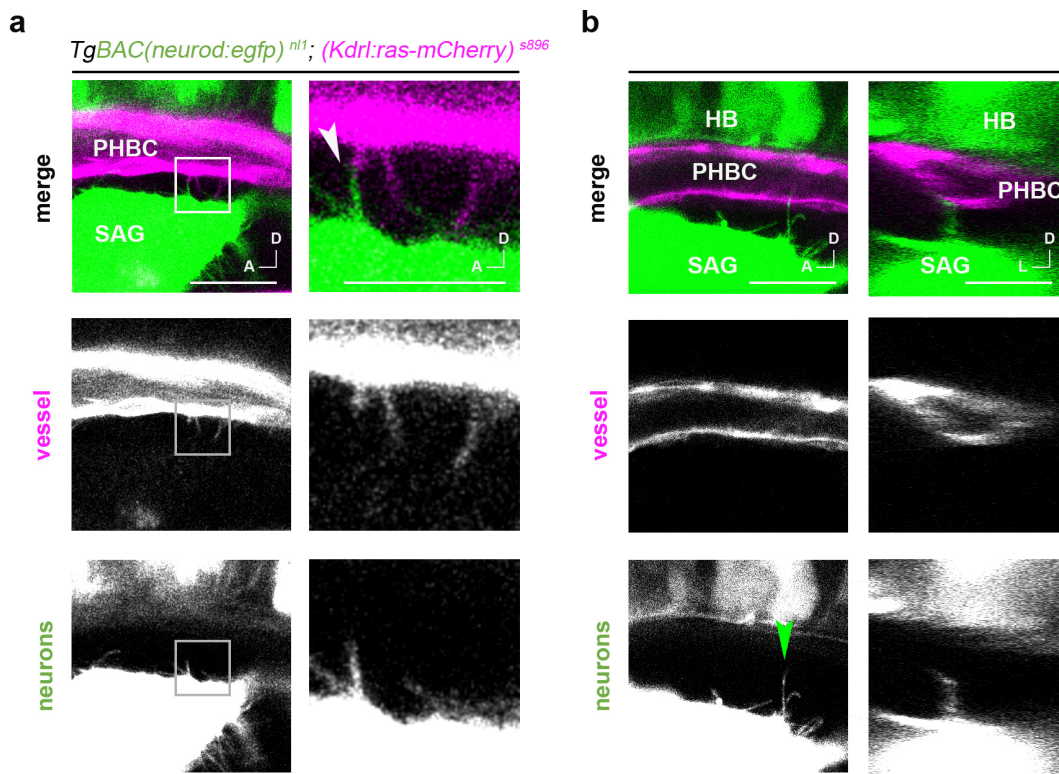 a
b
TgBAC(neurod:egfp) nl1; (Kdrl:ras-mCherry) s896
merge
PHBC
SAG
D
A
D
A
merge
HB
PHBC
SAG
D
A
HB
PHBC
SAG
D
L
vessel
vessel
neurons
neurons